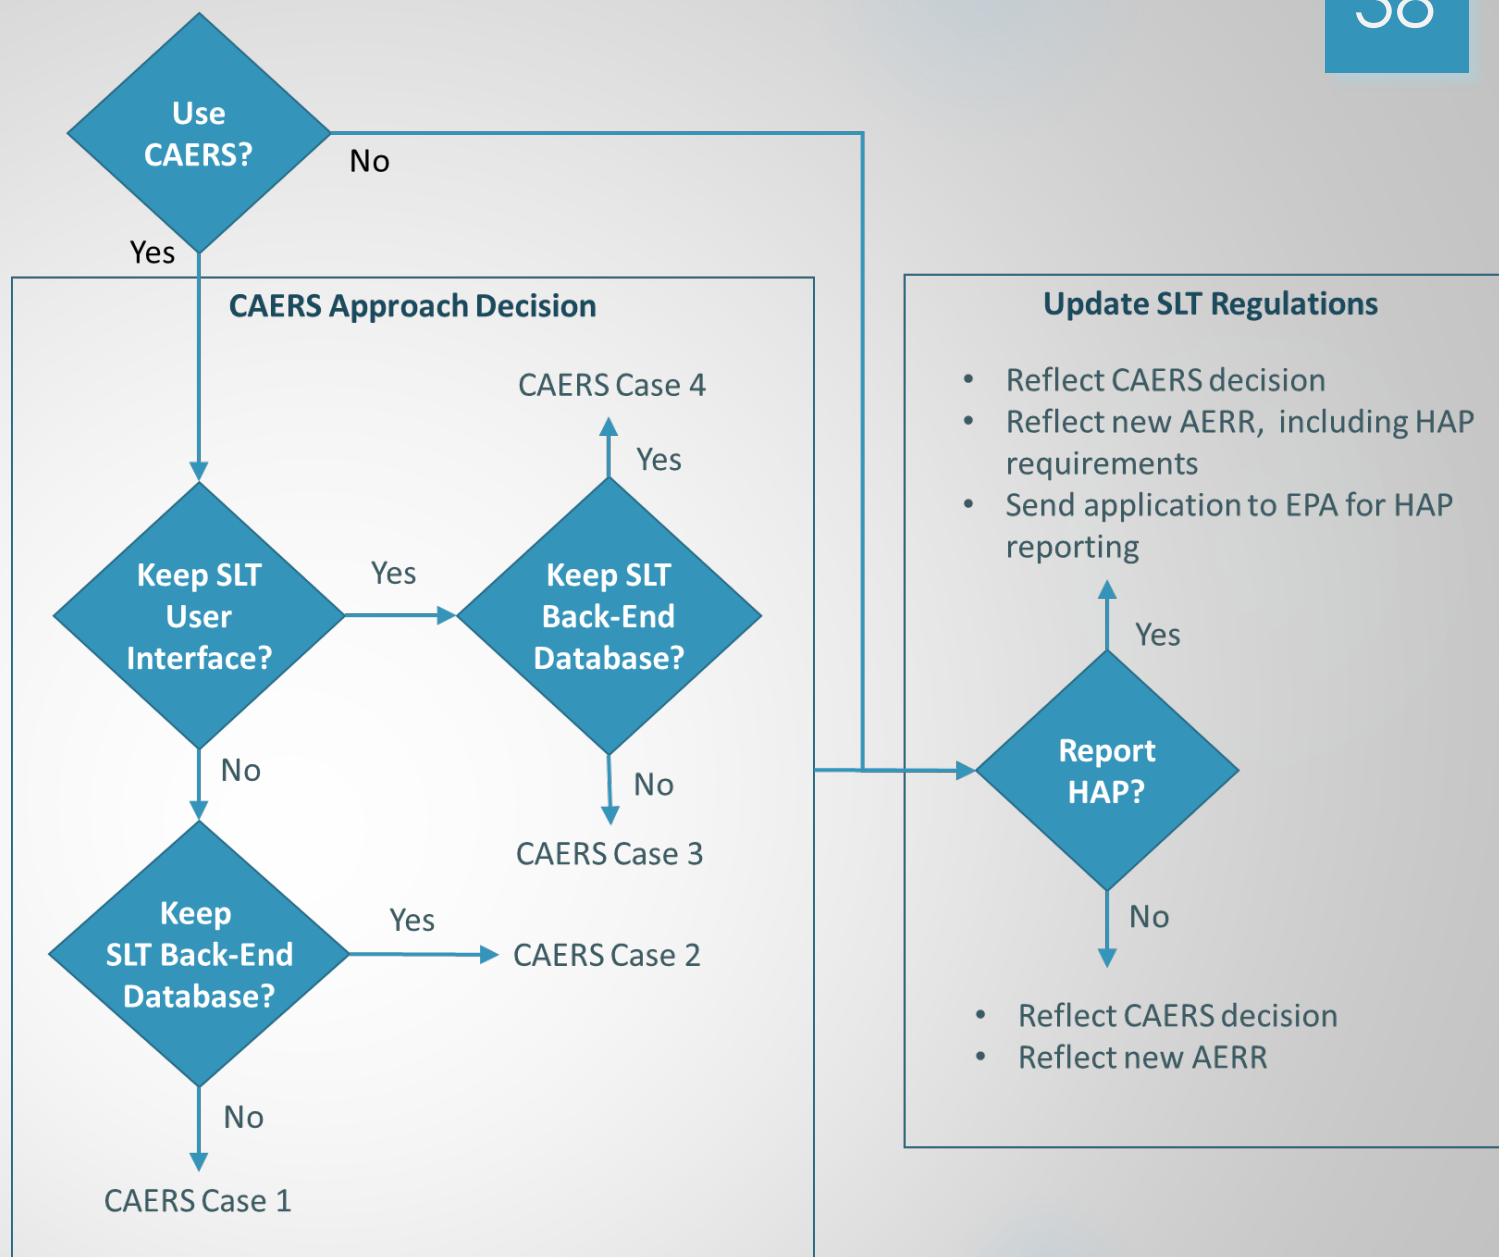 38
Use
CAERS?
No
Yes
CAERS Approach Decision
CAERS Case 4
Yes
Keep SLT
User
Interface?
Yes
Keep SLT
Back-End
Database?
No
No
CAERS Case 3
Keep
SLT Back-End
Database?
Yes
CAERS Case 2
No
CAERS Case 1
Update SLT Regulations
• Reflect CAERS decision
• Reflect new AERR, including HAP
requirements
• Send application to EPA for HAP
reporting
Yes
Report
HAP?
No
• Reflect CAERS decision
• Reflect new AERR